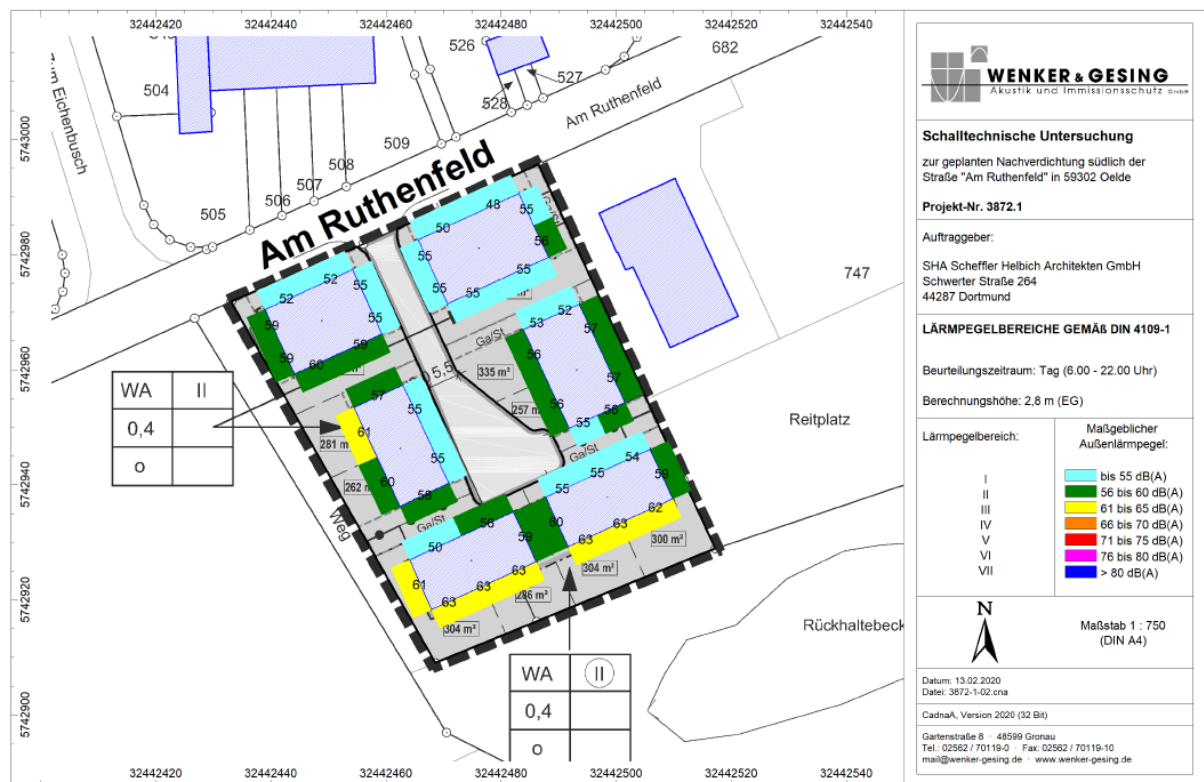 32442420 32442440 32442460 32442480 32442500 32442520 32442540
5743000
5742980
5742960
5742940
5742920
5742900
504
505
506
507
508
509
526
527
528
682
747
Am Ruthenfeld
Am Ruthenfeld
m Eichenbusch
Weg
Reitplatz
Rückhaltebeck
52 52 55 55 59 59 60 59
50 48 55 56 55 55 55 55
53 52 57 57 58 55 56 56
57 55 55 58 60 61
50 58 59 63 63 63 61
55 55 54 59 62 63 63 60
Ga/St
Ga/St
Ga/St
Ga/St
5,5
335 m²
257 m
281 m
262 m
304 m²
286 m²
304 m²
300 m²
WA II
0,4
o
WA II
0,4
o
32442420 32442440 32442460 32442480 32442500 32442520 32442540
WENKER & GESING
Akustik und Immissionsschutz GmbH
Schalltechnische Untersuchung
zur geplanten Nachverdichtung südlich der
Straße "Am Ruthenfeld" in 59302 Oelde
Projekt-Nr. 3872.1
Auftraggeber:
SHA Scheffler Helbich Architekten GmbH
Schwerter Straße 264
44287 Dortmund
LÄRMPEGELBEREICHE GEMÄß DIN 4109-1
Beurteilungszeitraum: Tag (6.00 - 22.00 Uhr)
Berechnungshöhe: 2,8 m (EG)
Lärmpegelbereich:
Maßgeblicher
Außenlärmpegel:
I bis 55 dB(A)
II 56 bis 60 dB(A)
III 61 bis 65 dB(A)
IV 66 bis 70 dB(A)
V 71 bis 75 dB(A)
VI 76 bis 80 dB(A)
VII > 80 dB(A)
N
Maßstab 1 : 750
(DIN A4)
Datum: 13.02.2020
Datei: 3872-1-02.cna
CadnaA, Version 2020 (32 Bit)
Gartenstraße 8 · 48599 Gronau
Tel.: 02562 / 70119-0 · Fax: 02562 / 70119-10
mail@wenker-gesing.de · www.wenker-gesing.de